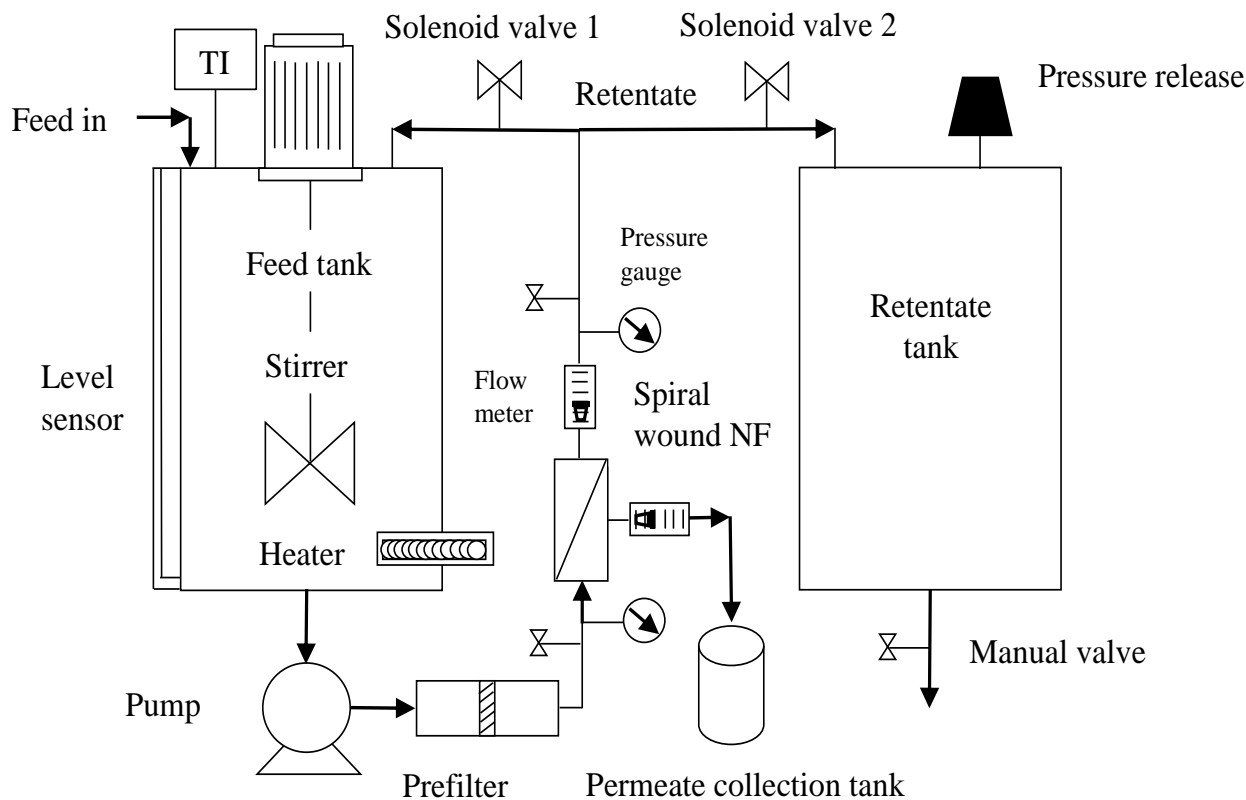 Solenoid valve 1
Solenoid valve 2
TI
Retentate
Pressure release
Feed in
Feed tank
Pressure
gauge
Retentate
tank
Stirrer
Level
sensor
Flow
meter
Spiral
wound NF
Heater
Manual valve
Pump
Prefilter
Permeate collection tank